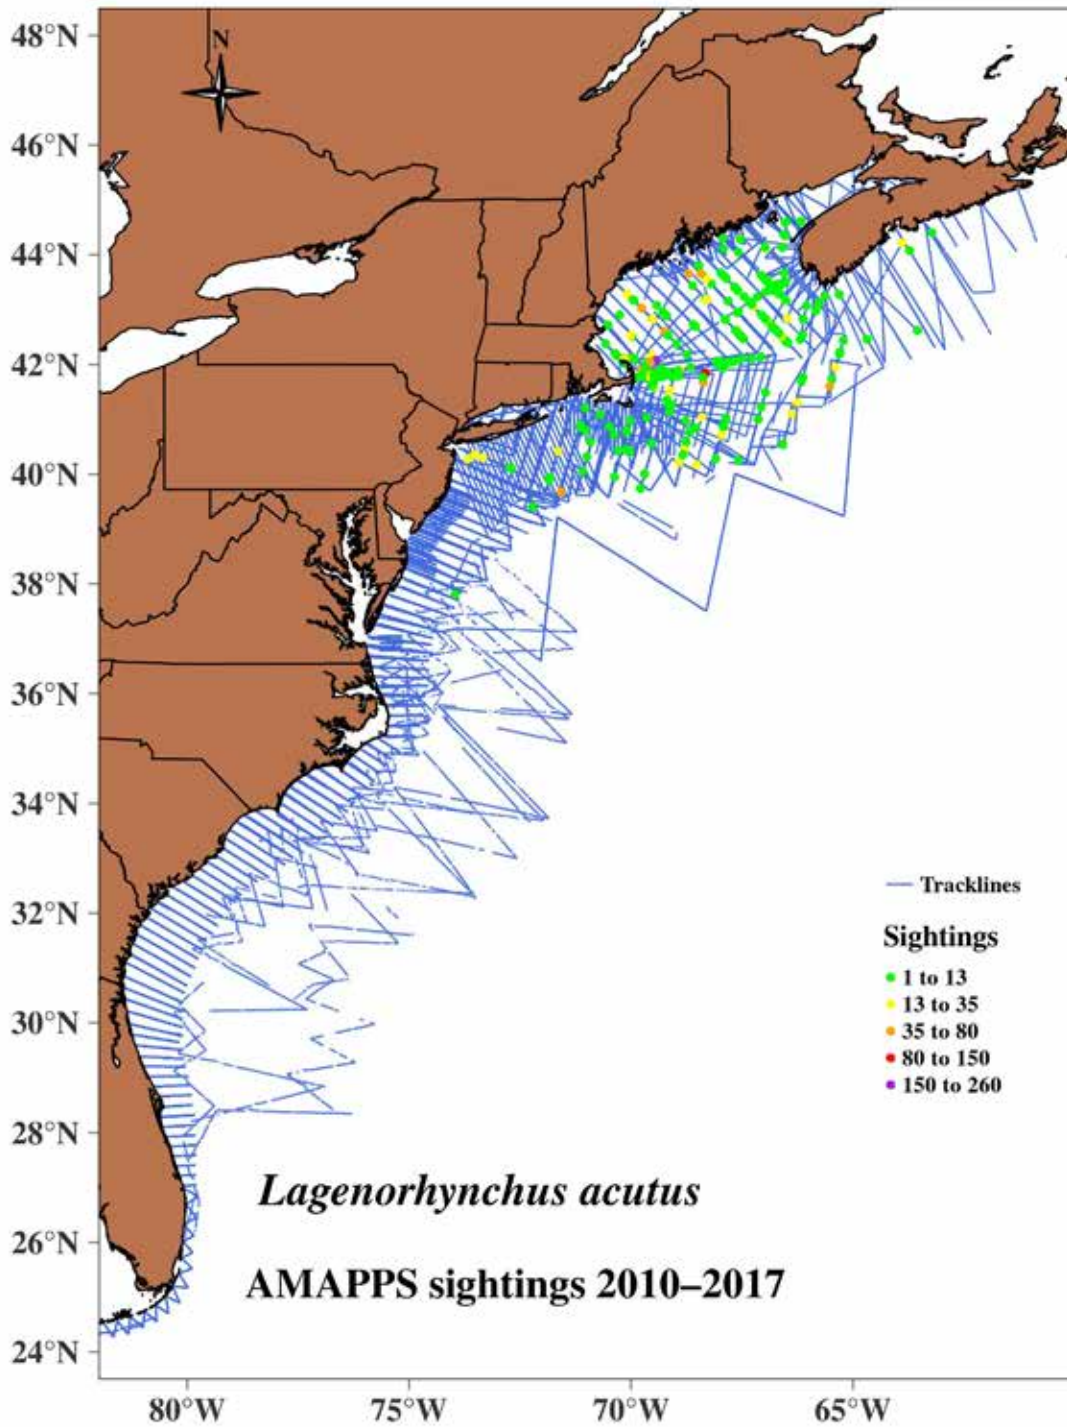 48°N
N
46°N
44°N
42°N
40°N
38°N
36°N
34°N
32°N
30°N
28°N
26°N
24°N
Tracklines
Sightings
1 to 13
13 to 35
35 to 80
80 to 150
150 to 260
Lagenorhynchus acutus
AMAPPS sightings 2010–2017
80°W
75°W
70°W
65°W